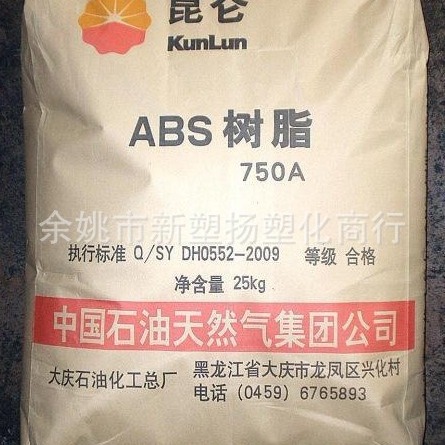 昆仑
KunLun
ABS 树脂
750A
余姚市新塑扬塑化商行
执行标准 Q/SY DH0552-2009 等级 合格
净含量 25kg
中国石油天然气集团公司
大庆石油化工总厂
黑龙江省大庆市龙凤区兴化村
电话 (0459) 6765893